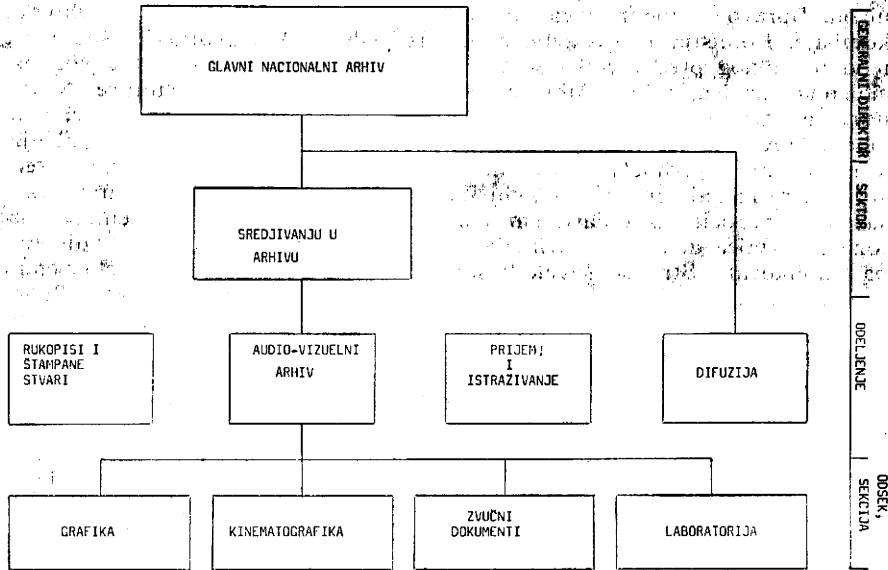 GLAVNI NACIONALNI ARHIV
GENERALNI DIREKTOR
SREDJIVANJU U
ARHIVU
SEKTOR
RUKOPISI I
ŠTAMPANE
STVARI
AUDIO-VIZUELNI
ARHIV
PRIJEM I
I
ISTRAŽIVANJE
DIFUZIJA
ODELJENJE
GRAFIKA
KINEMATOGRAFIKA
ZVUČNI
DOKUMENTI
LABORATORIJA
ODSEK,
SEKCIJA